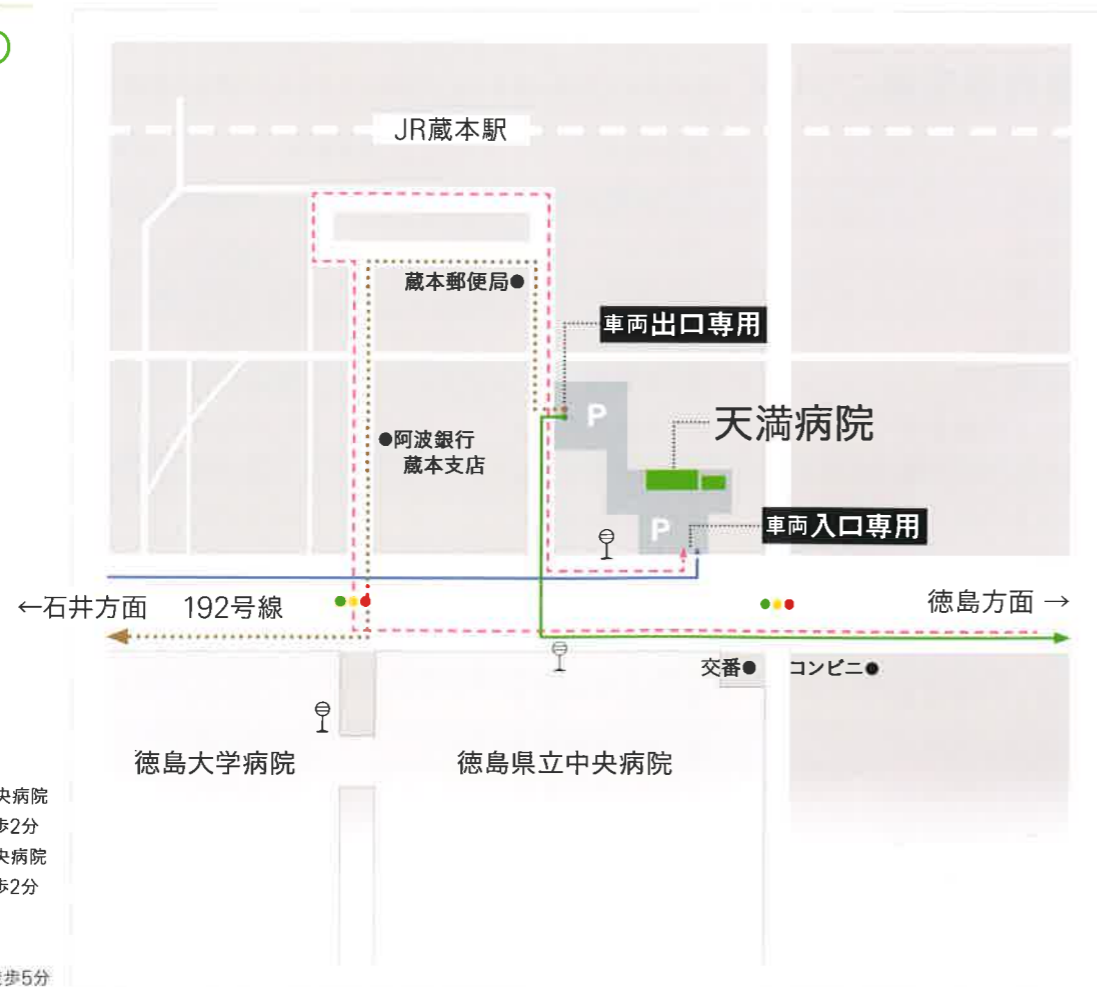 JR蔵本駅
蔵本郵便局●
車両出口専用
P
天満病院
●阿波銀行
蔵本支店
P
車両入口専用
←石井方面 192号線
徳島方面 →
交番● コンビニ●
徳島大学病院
徳島県立中央病院
央病院
歩2分
央病院
歩2分
歩5分